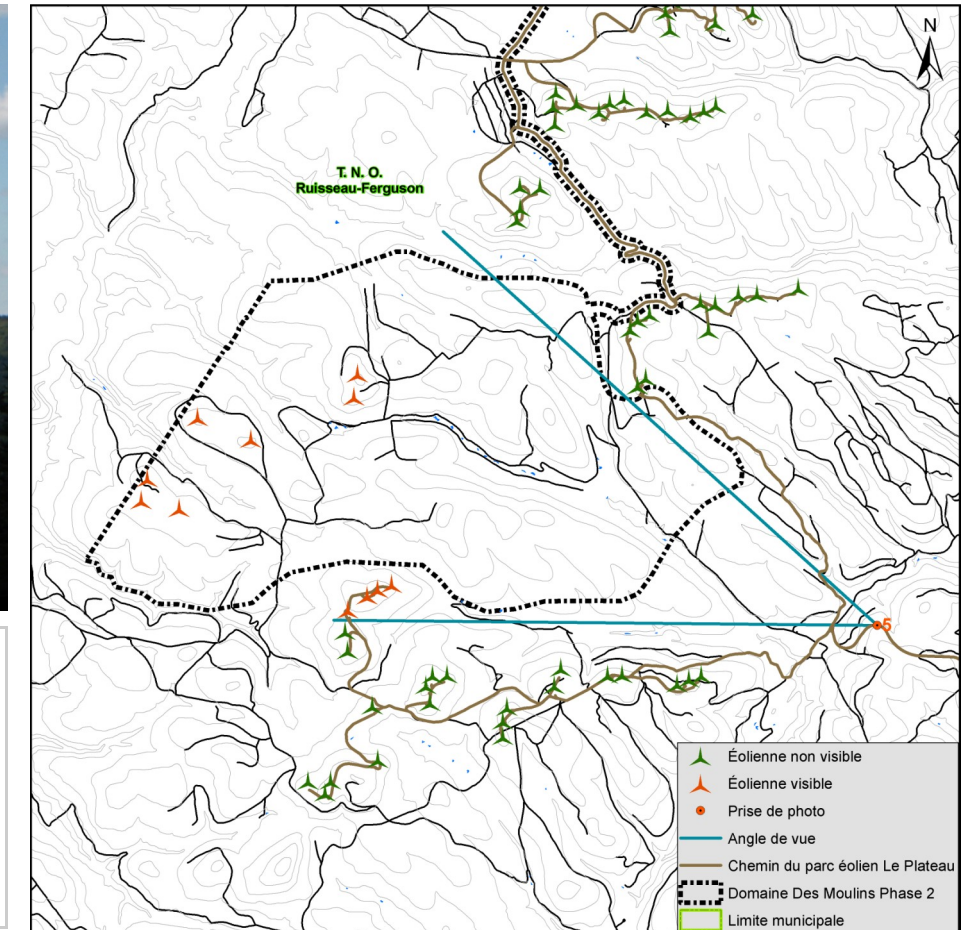 N
T. N. O.
Ruisseau-Ferguson
5
Éolienne non visible
Éolienne visible
Prise de photo
Angle de vue
Chemin du parc éolien Le Plateau
Domaine Des Moulins Phase 2
Limite municipale